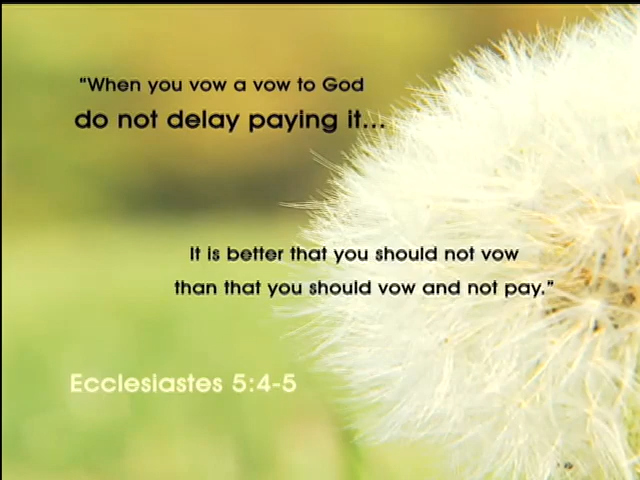 “When you vow a vow to God
do not delay paying it...
It is better that you should not vow
than that you should vow and not pay.”
Ecclesiastes 5:4-5